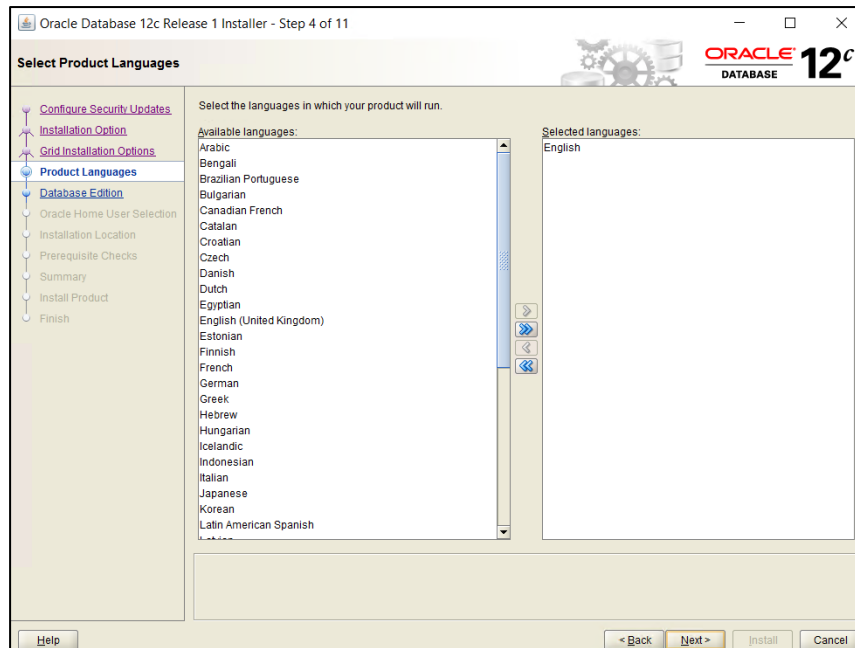 Oracle Database 12c Release 1 Installer - Step 4 of 11
Select Product Languages
ORACLE
DATABASE
12c
Configure Security Updates
Installation Option
Grid Installation Options
Product Languages
Database Edition
Oracle Home User Selection
Installation Location
Prerequisite Checks
Summary
Install Product
Finish
Select the languages in which your product will run.
Available languages:
Arabic
Bengali
Brazilian Portuguese
Bulgarian
Canadian French
Catalan
Croatian
Czech
Danish
Dutch
Egyptian
English (United Kingdom)
Estonian
Finnish
French
German
Greek
Hebrew
Hungarian
Icelandic
Indonesian
Italian
Japanese
Korean
Latin American Spanish
Selected languages:
English
Help
< Back
Next >
Install
Cancel